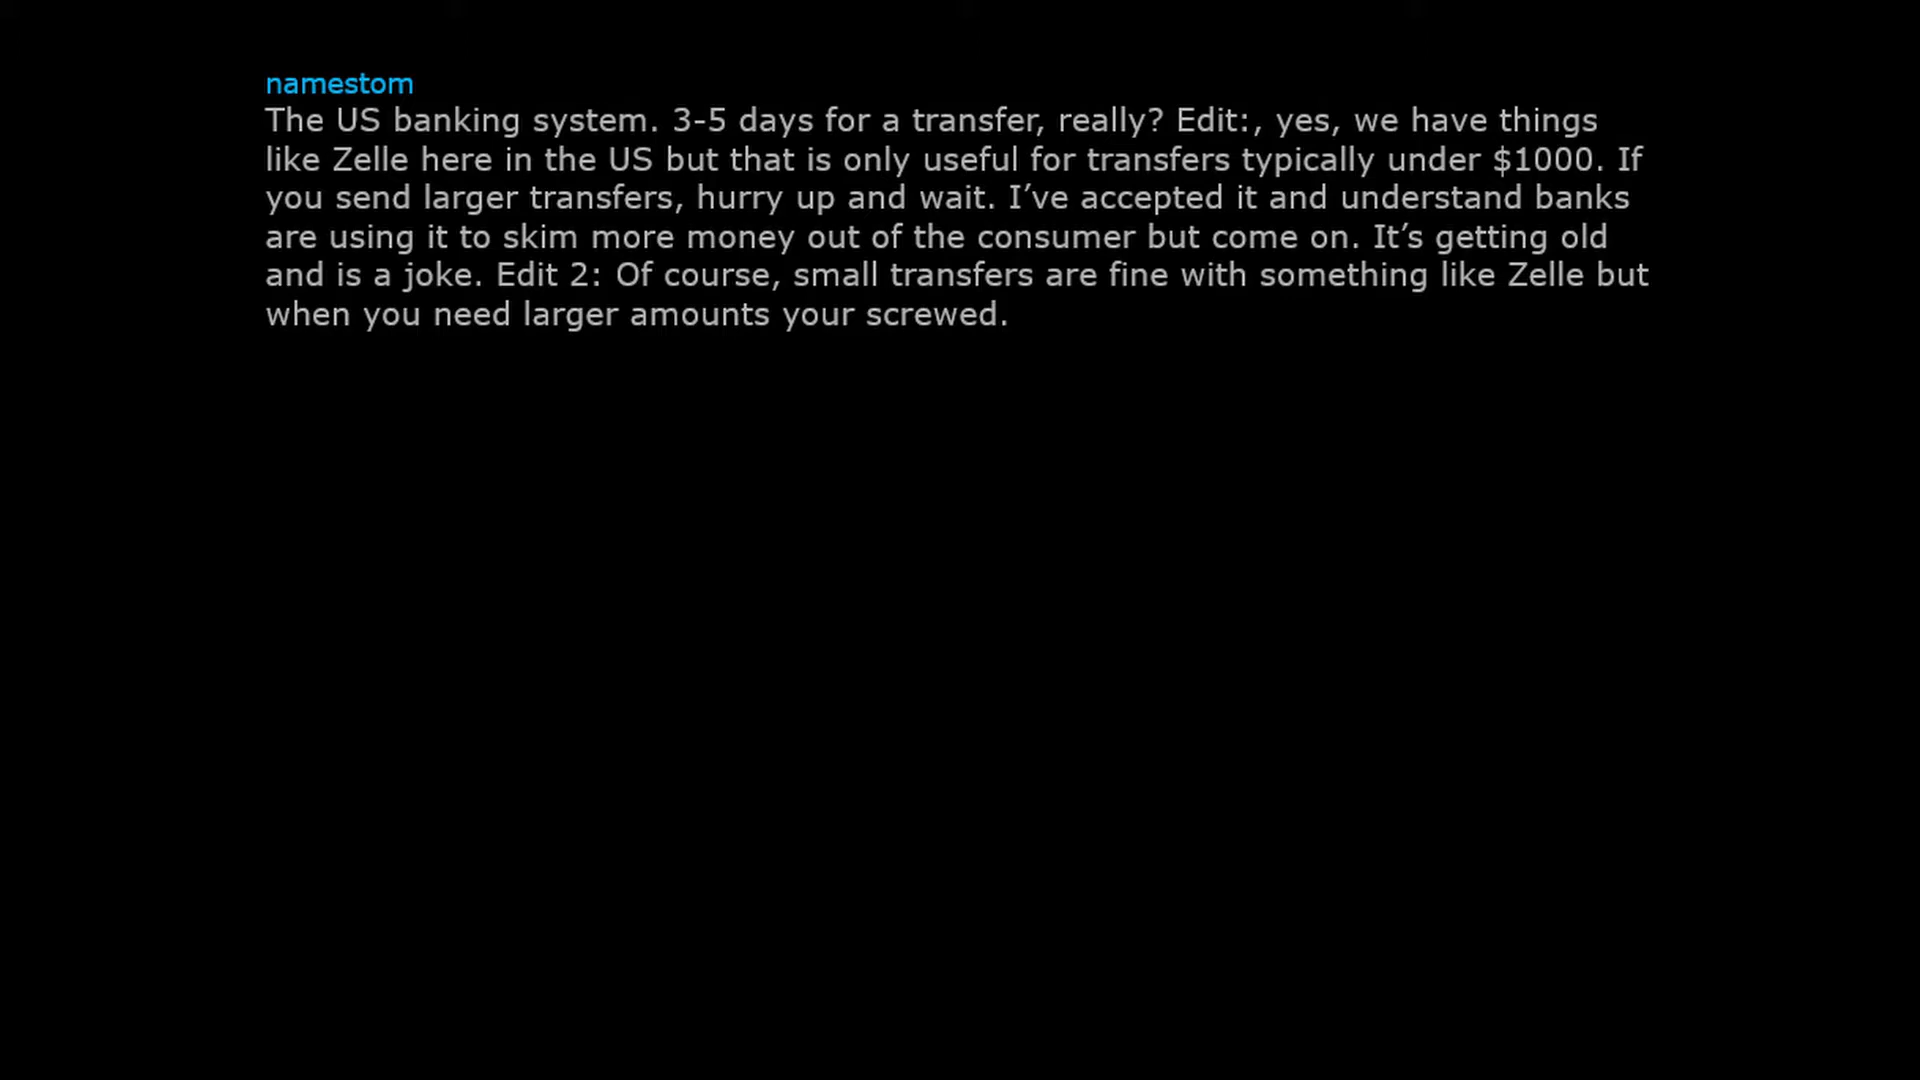 namestom
The US banking system. 3-5 days for a transfer, really? Edit:, yes, we have things
like Zelle here in the US but that is only useful for transfers typically under $1000. If
you send larger transfers, hurry up and wait. I’ve accepted it and understand banks
are using it to skim more money out of the consumer but come on. It’s getting old
and is a joke. Edit 2: Of course, small transfers are fine with something like Zelle but
when you need larger amounts your screwed.